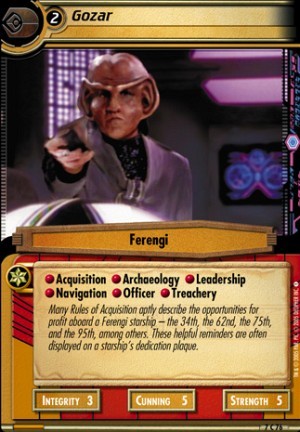 2 Gozar
Ferengi
Acquisition Archaeology Leadership
Navigation Officer Treachery
Many Rules of Acquisition aptly describe the opportunities for
profit aboard a Ferengi starship – the 34th, the 62nd, the 75th,
and the 95th, among others. These helpful reminders are often
displayed on a starship's dedication plaque.
INTEGRITY 3 CUNNING 5 STRENGTH 5